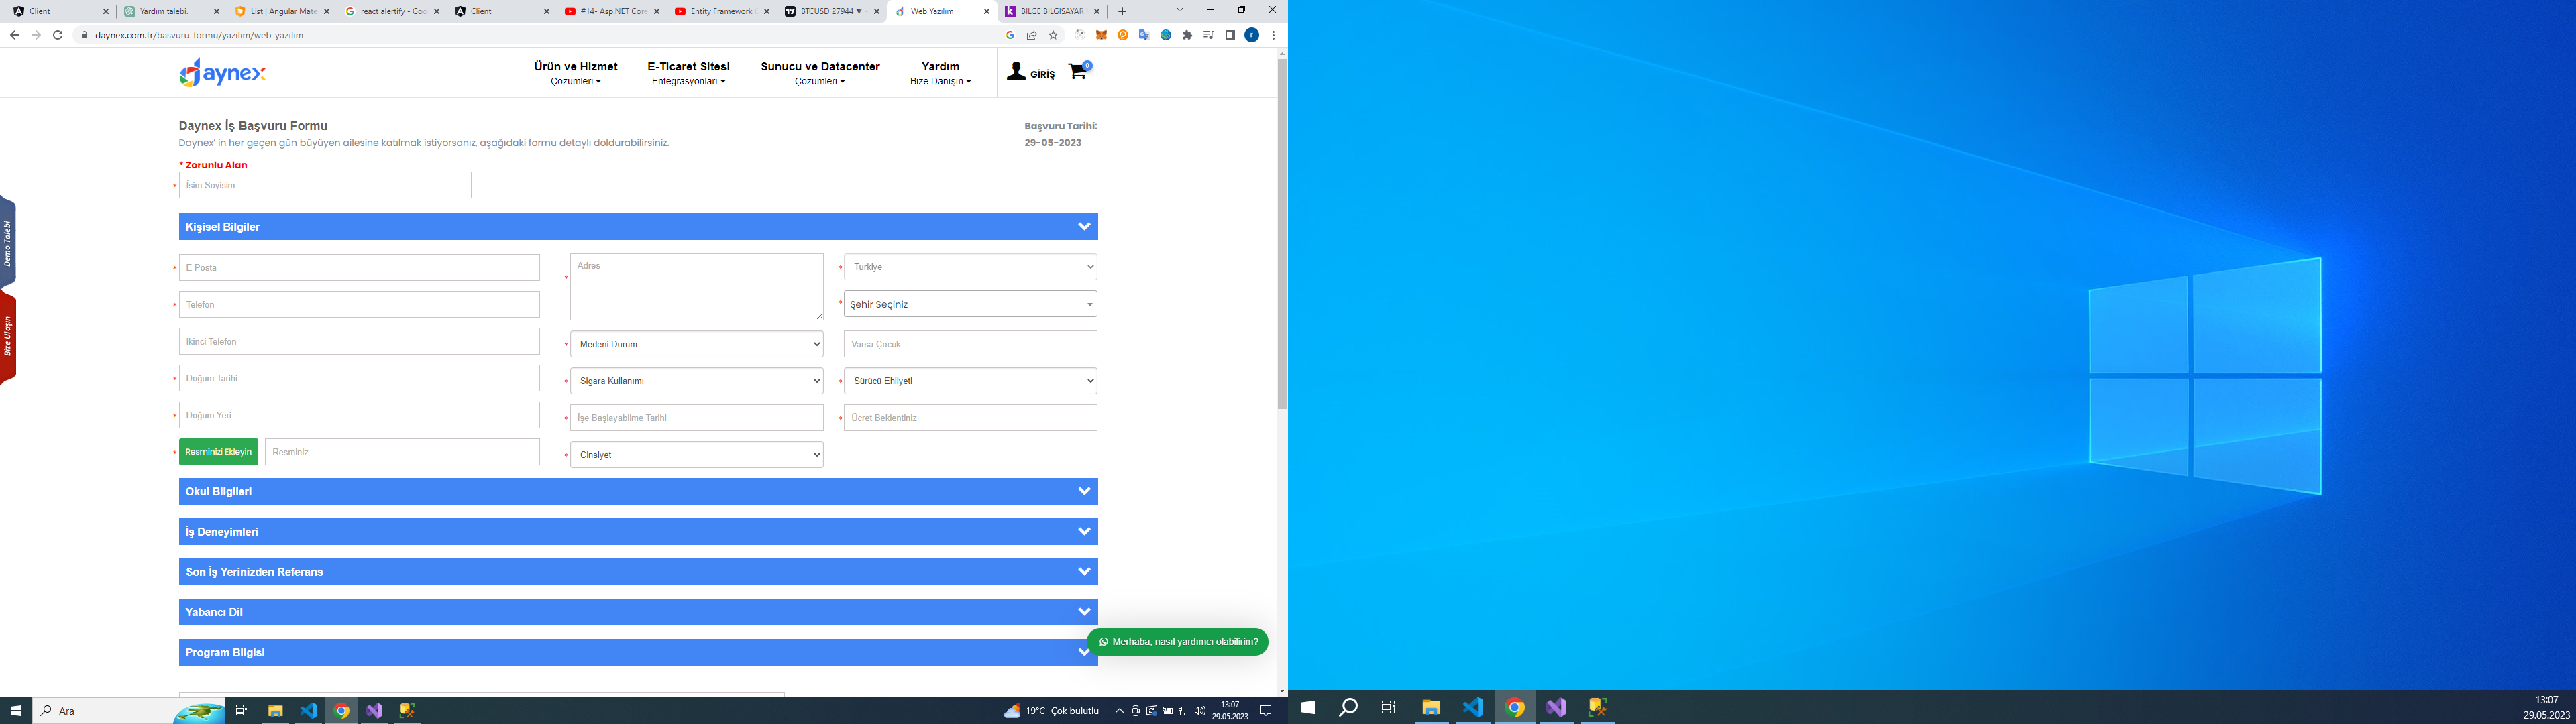 Client
Yardım talebi.
List | Angular Mate
react alertify - Goo
Client
#14- Asp.NET Core
Entity Framework
BTCUSD 27944 ▼
Web Yazılım
BİLGE BİLGİSAYAR
daynex.com.tr/basvuru-formu/yazilim/web-yazilim
r
daynex
Ürün ve Hizmet
Çözümleri
E-Ticaret Sitesi
Entegrasyonları
Sunucu ve Datacenter
Çözümleri
Yardım
Bize Danışın
GİRİŞ
0
Daynex İş Başvuru Formu
Başvuru Tarihi:
Daynex' in her geçen gün büyüyen ailesine katılmak istiyorsanız, aşağıdaki formu detaylı doldurabilirsiniz.
29-05-2023
* Zorunlu Alan
* İsim Soyisim
Demo Talebi
Bize Ulaşın
Kişisel Bilgiler
* E Posta
* Adres
* Turkiye
* Telefon
* Şehir Seçiniz
İkinci Telefon
* Medeni Durum
Varsa Çocuk
* Doğum Tarihi
* Sigara Kullanımı
* Sürücü Ehliyeti
* Doğum Yeri
* İşe Başlayabilme Tarihi
* Ücret Beklentiniz
* Resminizi Ekleyin
Resminiz
* Cinsiyet
Okul Bilgileri
İş Deneyimleri
Son İş Yerinizden Referans
Yabancı Dil
Program Bilgisi
Merhaba, nasıl yardımcı olabilirim?
Ara
19°C Çok bulutlu
13:07
29.05.2023
13:07
29.05.2023